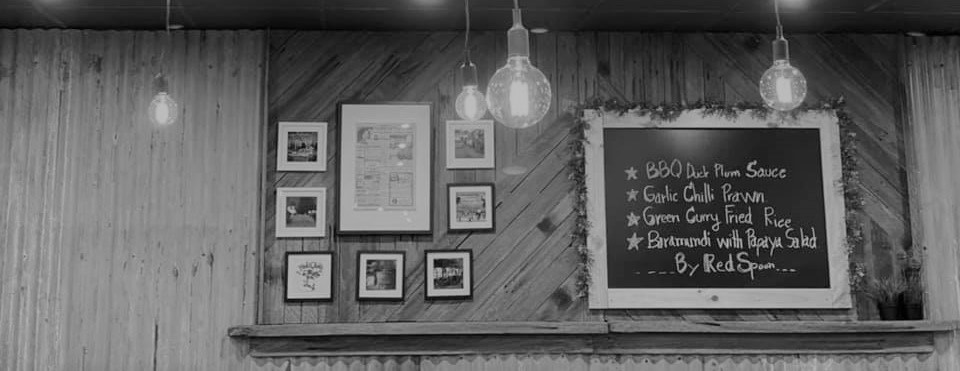 BBQ Duck Plum Sauce
Garlic Chilli Prawn
Green Curry Fried Rice
Baramundi with Papaya Salad
By Red Spoon